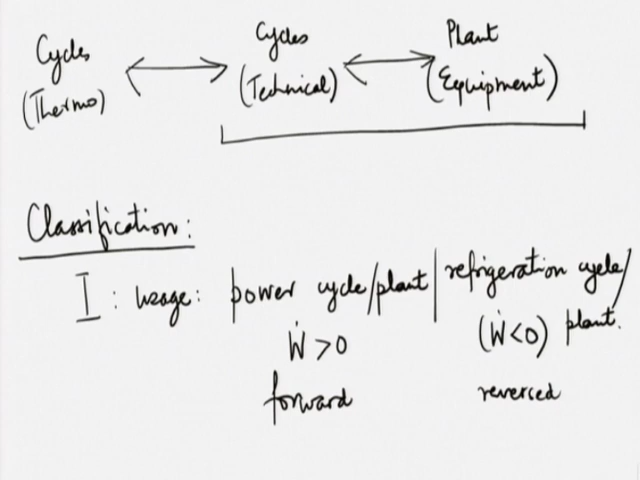 Cycles ↔ Cycles ↔ Plant
(Thermo) (Technical) (Equipment)
Classification:
I : usage: power cycle/plant | refrigeration cycle/
Ẇ > 0 (Ẇ < 0) plant.
forward reversed